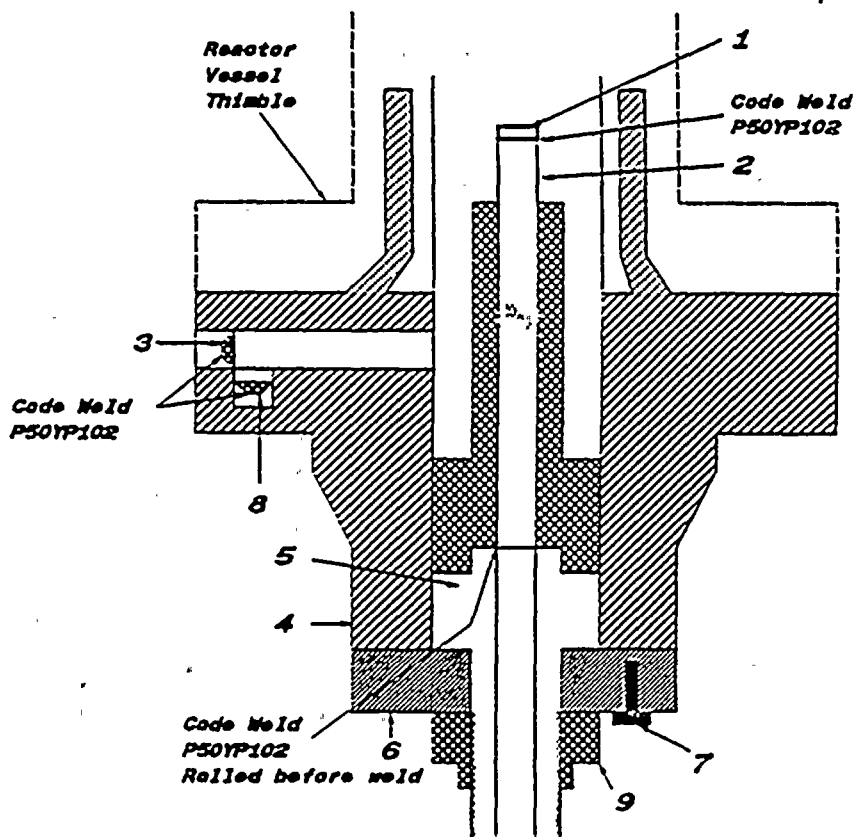 1
Reactor
Vessel
Thimble
Code Weld
P50YP102
2
3
Code Weld
P50YP102
8
5
4
Code Weld
P50YP102
Rolled before weld
6
7
9